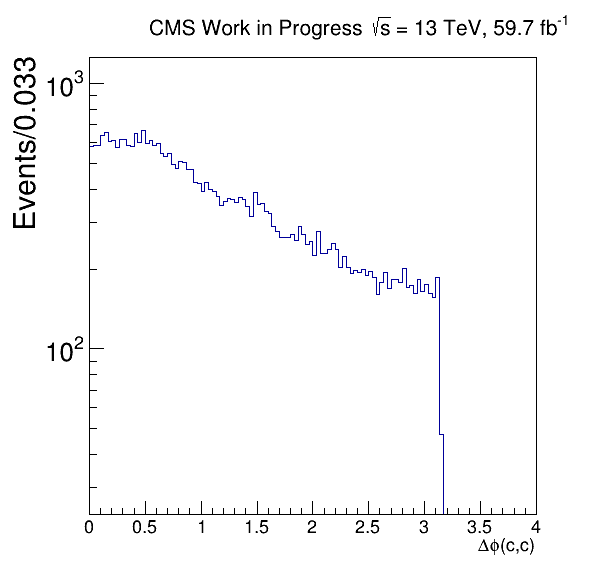 CMS Work in Progress √s = 13 TeV, 59.7 fb⁻¹
Events/0.033
10³
10²
0 0.5 1 1.5 2 2.5 3 3.5 4
Δϕ(c,c)